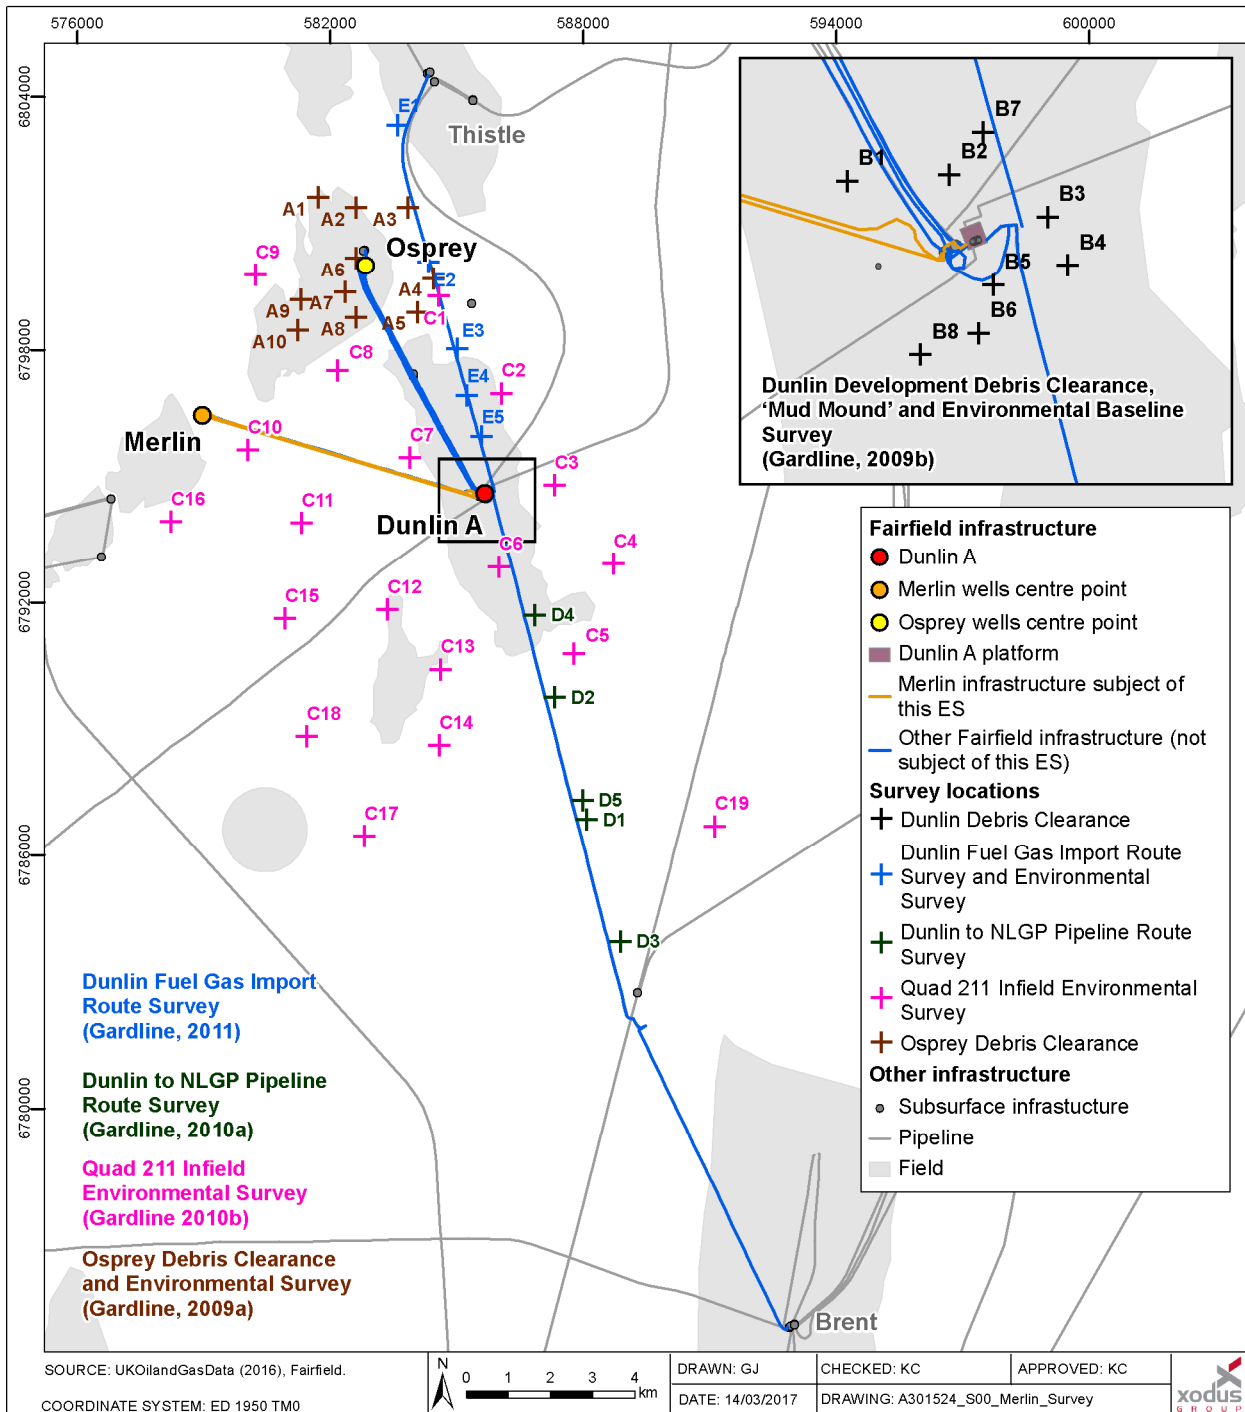 576000
582000
588000
594000
600000
6804000
6798000
6792000
6786000
6780000
E1
Thistle
A1
A2
A3
C9
Osprey
A6
E2
A4
A7
A9
C1
A8
A5
A10
E3
C8
E4
C2
E5
Merlin
C10
C7
C3
C16
C11
Dunlin A
C6
C4
C12
C15
D4
C5
C13
D2
C18
C14
D5
D1
C17
C19
D3
Brent
B7
B1
B2
B3
B4
B5
B6
B8
Dunlin Development Debris Clearance,
‘Mud Mound’ and Environmental Baseline
Survey
(Gardline, 2009b)
Fairfield infrastructure
Dunlin A
Merlin wells centre point
Osprey wells centre point
Dunlin A platform
Merlin infrastructure subject of
this ES
Other Fairfield infrastructure (not
subject of this ES)
Survey locations
Dunlin Debris Clearance
Dunlin Fuel Gas Import Route
Survey and Environmental
Survey
Dunlin to NLGP Pipeline Route
Survey
Quad 211 Infield Environmental
Survey
Osprey Debris Clearance
Other infrastructure
Subsurface infrastucture
Pipeline
Field
Dunlin Fuel Gas Import
Route Survey
(Gardline, 2011)
Dunlin to NLGP Pipeline
Route Survey
(Gardline, 2010a)
Quad 211 Infield
Environmental Survey
(Gardline 2010b)
Osprey Debris Clearance
and Environmental Survey
(Gardline, 2009a)
SOURCE: UKOilandGasData (2016), Fairfield.
COORDINATE SYSTEM: ED 1950 TM0
N
0 1 2 3 4
km
DRAWN: GJ
CHECKED: KC
APPROVED: KC
DATE: 14/03/2017
DRAWING: A301524_S00_Merlin_Survey
xodus
GROUP